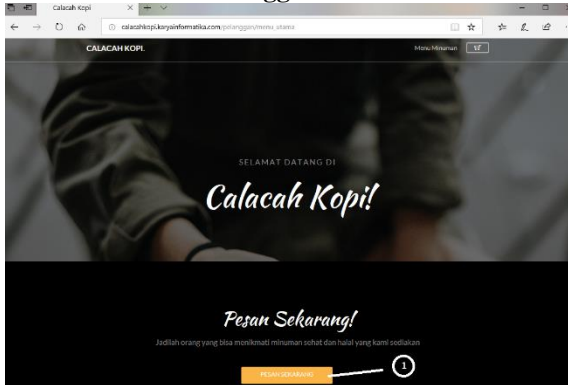 Calacah Kopi
calacahkopi.karyainformatika.com/pelanggan/menu_utama
CALACAH KOPI.
Menu Minuman
SELAMAT DATANG DI
Calacah Kopi!
Pesan Sekarang!
Jadilah orang yang bisa menikmati minuman sehat dan halal yang kami sediakan
PESAN SEKARANG
1